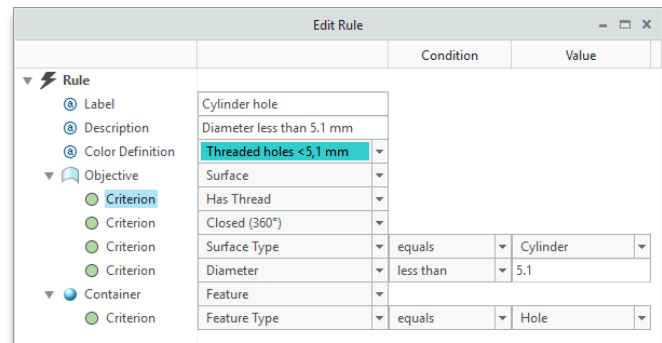 Edit Rule
Condition Value
Rule
a Label Cylinder hole
a Description Diameter less than 5.1 mm
a Color Definition Threaded holes <5,1 mm
Objective Surface
Criterion Has Thread
Criterion Closed (360°)
Criterion Surface Type equals Cylinder
Criterion Diameter less than 5.1
Container Feature
Criterion Feature Type equals Hole